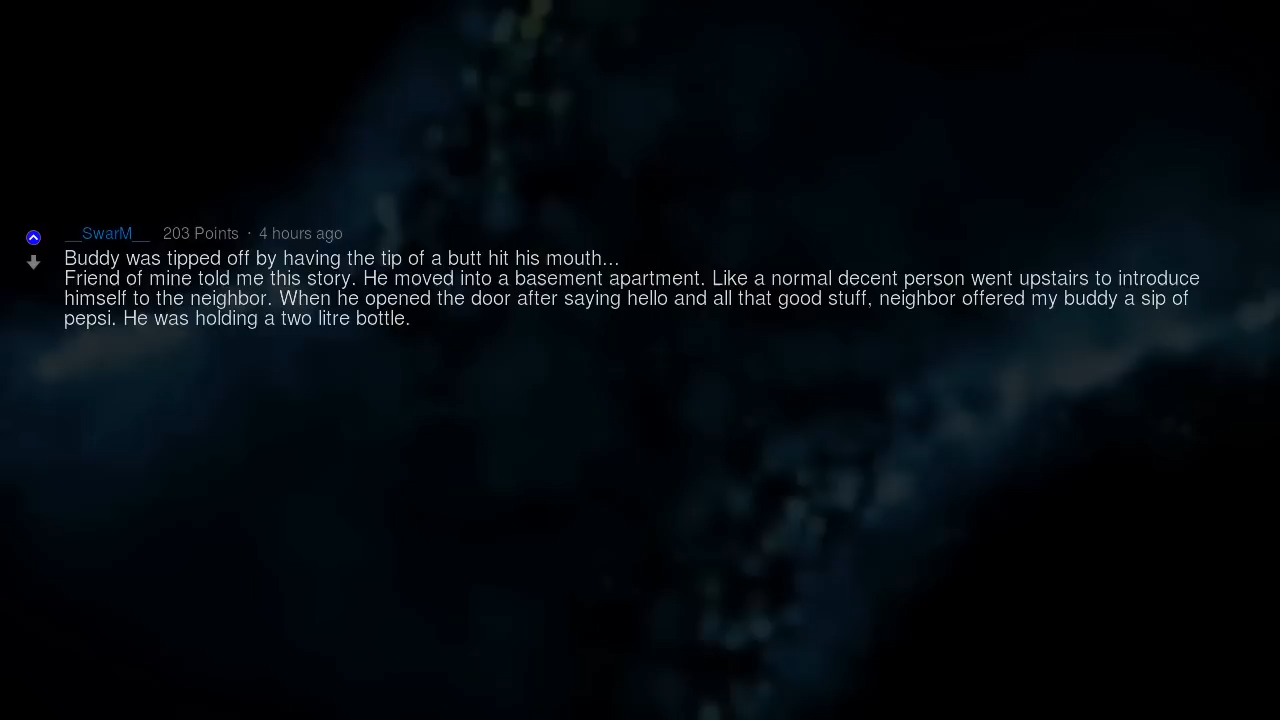 __SwarM__ 203 Points · 4 hours ago
Buddy was tipped off by having the tip of a butt hit his mouth...
Friend of mine told me this story. He moved into a basement apartment. Like a normal decent person went upstairs to introduce
himself to the neighbor. When he opened the door after saying hello and all that good stuff, neighbor offered my buddy a sip of
pepsi. He was holding a two litre bottle.